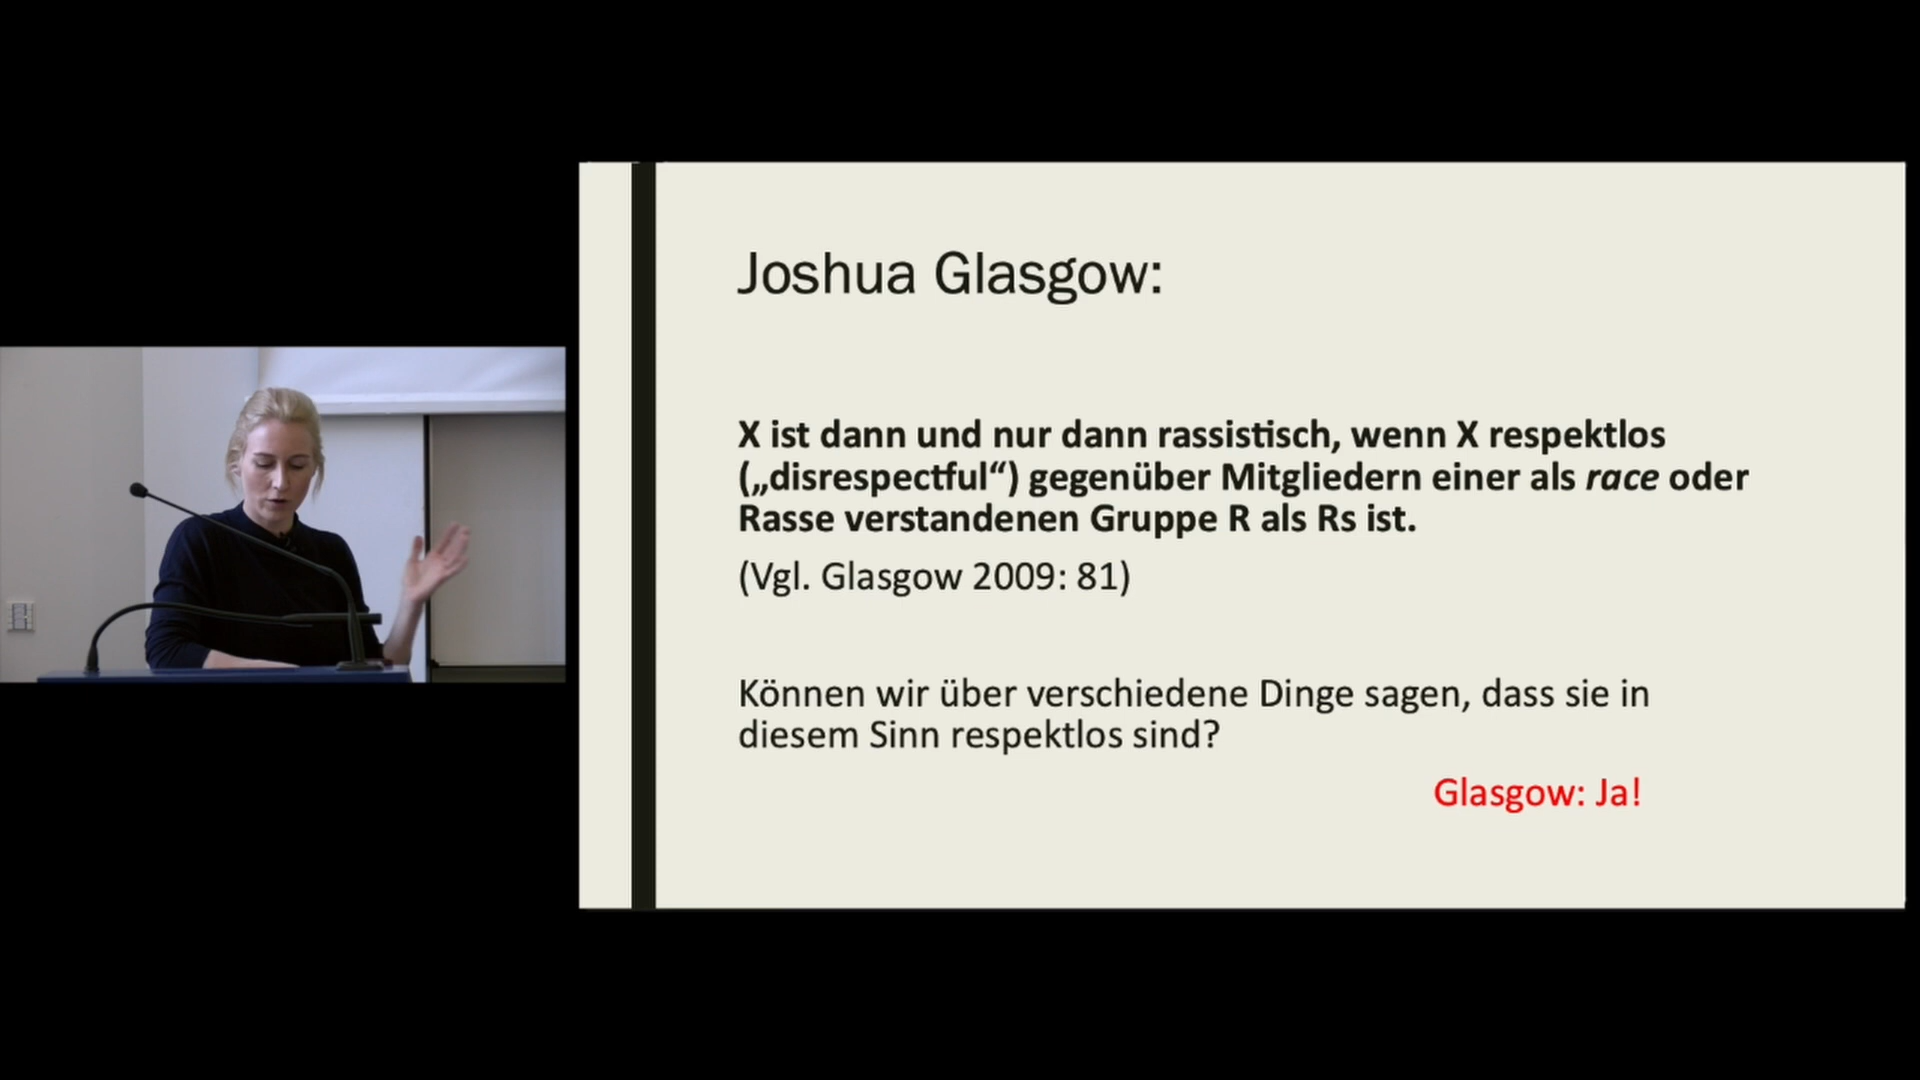 Joshua Glasgow:
X ist dann und nur dann rassistisch, wenn X respektlos
(„disrespectful“) gegenüber Mitgliedern einer als race oder
Rasse verstandenen Gruppe R als Rs ist.
(Vgl. Glasgow 2009: 81)
Können wir über verschiedene Dinge sagen, dass sie in
diesem Sinn respektlos sind?
Glasgow: Ja!